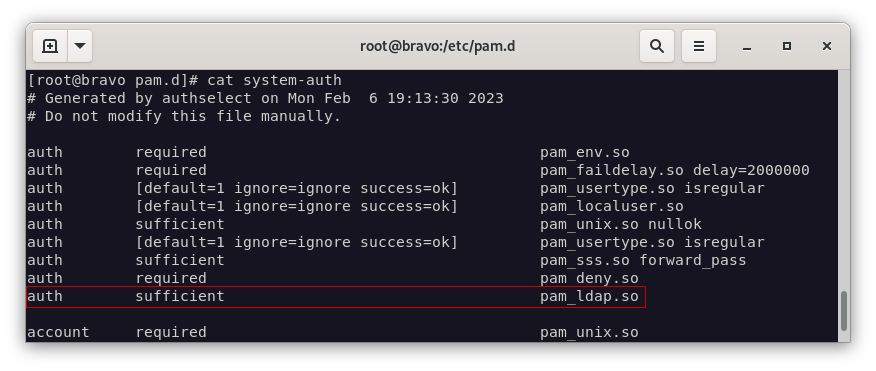 root@bravo:/etc/pam.d
[root@bravo pam.d]# cat system-auth
# Generated by authselect on Mon Feb  6 19:13:30 2023
# Do not modify this file manually.
auth        required                                     pam_env.so
auth        required                                     pam_faildelay.so delay=2000000
auth        [default=1 ignore=ignore success=ok]         pam_usertype.so isregular
auth        [default=1 ignore=ignore success=ok]         pam_localuser.so
auth        sufficient                                   pam_unix.so nullok
auth        [default=1 ignore=ignore success=ok]         pam_usertype.so isregular
auth        sufficient                                   pam_sss.so forward_pass
auth        required                                     pam_deny.so
auth        sufficient                                   pam_ldap.so
account     required                                     pam_unix.so